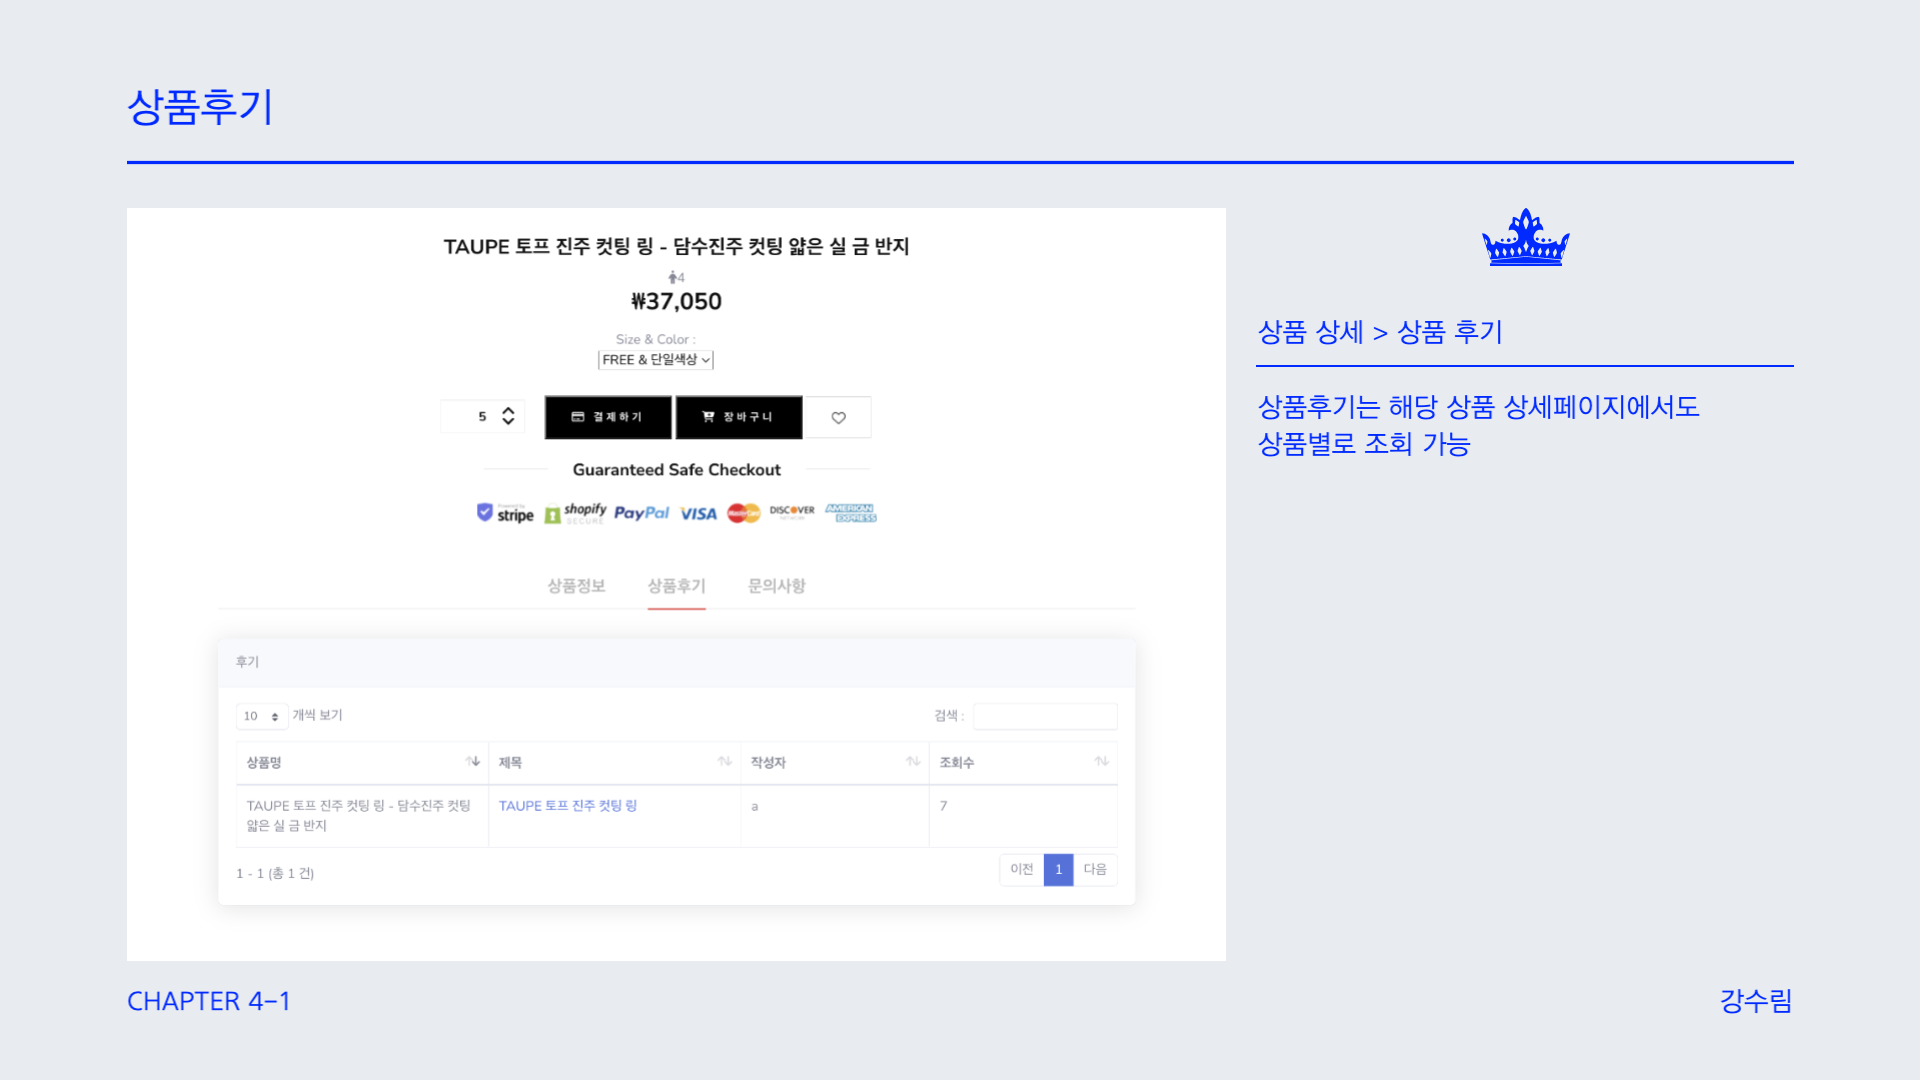 상품후기
TAUPE 토프 진주 컷팅 링 - 담수진주 컷팅 얇은 실 금 반지
4
₩37,050
Size & Color :
FREE & 단일색상
5
결제하기
장바구니
Guaranteed Safe Checkout
stripe
shopify
SECURE
PayPal
VISA
MasterCard
DISCOVER
AMERICAN
EXPRESS
상품정보
상품후기
문의사항
후기
10 개씩 보기
검색 :
상품명
제목
작성자
조회수
TAUPE 토프 진주 컷팅 링 - 담수진주 컷팅
얇은 실 금 반지
TAUPE 토프 진주 컷팅 링
a
7
1 - 1 (총 1 건)
이전
1
다음
상품 상세 > 상품 후기
상품후기는 해당 상품 상세페이지에서도
상품별로 조회 가능
CHAPTER 4-1
강수림